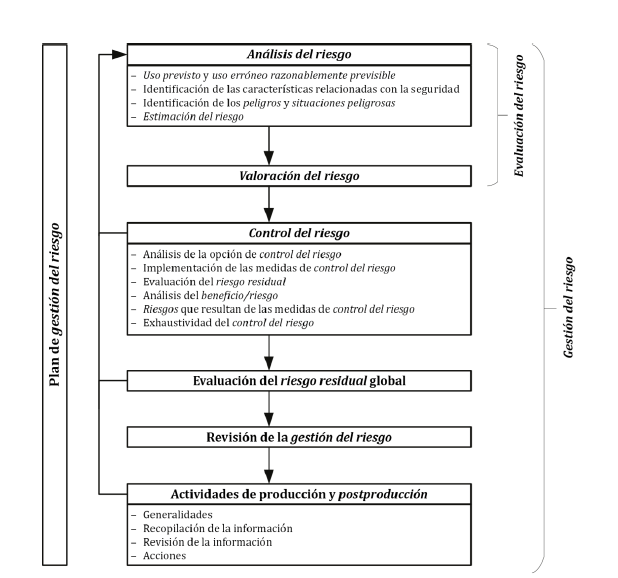 Análisis del riesgo
– Uso previsto y uso erróneo razonablemente previsible
– Identificación de las características relacionadas con la seguridad
– Identificación de los peligros y situaciones peligrosas
– Estimación del riesgo
Valoración del riesgo
Control del riesgo
– Análisis de la opción de control del riesgo
– Implementación de las medidas de control del riesgo
– Evaluación del riesgo residual
– Análisis del beneficio/riesgo
– Riesgos que resultan de las medidas de control del riesgo
– Exhaustividad del control del riesgo
Evaluación del riesgo residual global
Revisión de la gestión del riesgo
Actividades de producción y postproducción
– Generalidades
– Recopilación de la información
– Revisión de la información
– Acciones
Plan de gestión del riesgo
Evaluación del riesgo
Gestión del riesgo